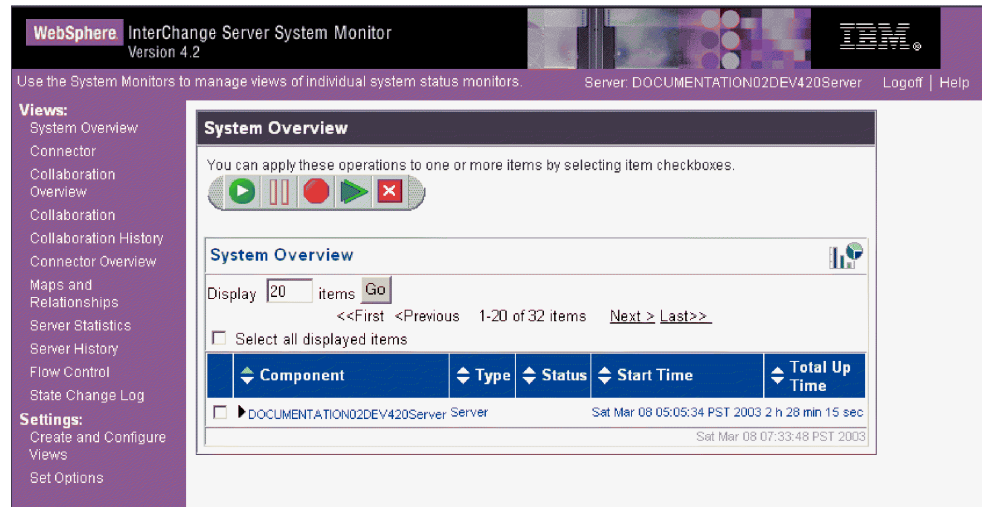 WebSphere. InterChange Server System Monitor
Version 4.2
IBM®
Use the System Monitors to manage views of individual system status monitors. Server: DOCUMENTATION02DEV420Server Logoff | Help
Views:
System Overview
Connector
Collaboration
Overview
Collaboration
Collaboration History
Connector Overview
Maps and
Relationships
Server Statistics
Server History
Flow Control
State Change Log
Settings:
Create and Configure
Views
Set Options
System Overview
You can apply these operations to one or more items by selecting item checkboxes.
System Overview
Display 20 items Go
<<First <Previous 1-20 of 32 items Next > Last>>
Select all displayed items
Component Type Status Start Time Total Up
Time
DOCUMENTATION02DEV420Server Server Sat Mar 08 05:05:34 PST 2003 2 h 28 min 15 sec
Sat Mar 08 07:33:48 PST 2003